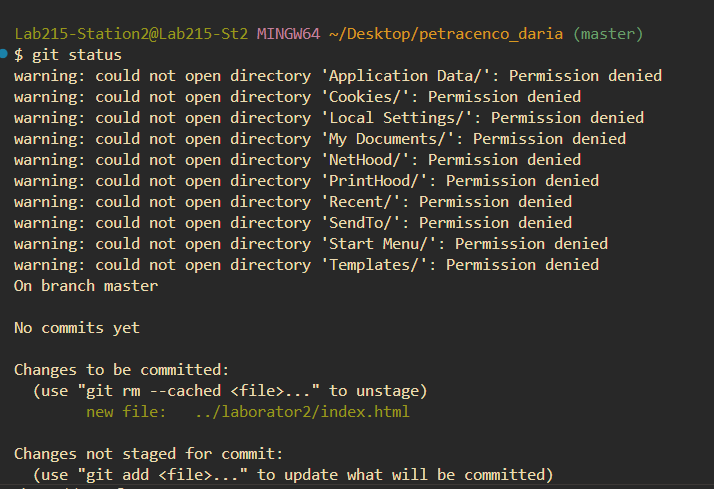 Lab215-Station2@Lab215-St2 MINGW64 ~/Desktop/petracenco_daria (master)
$ git status
warning: could not open directory 'Application Data/': Permission denied
warning: could not open directory 'Cookies/': Permission denied
warning: could not open directory 'Local Settings/': Permission denied
warning: could not open directory 'My Documents/': Permission denied
warning: could not open directory 'NetHood/': Permission denied
warning: could not open directory 'PrintHood/': Permission denied
warning: could not open directory 'Recent/': Permission denied
warning: could not open directory 'SendTo/': Permission denied
warning: could not open directory 'Start Menu/': Permission denied
warning: could not open directory 'Templates/': Permission denied
On branch master
No commits yet
Changes to be committed:
(use "git rm --cached <file>..." to unstage)
new file: ../laborator2/index.html
Changes not staged for commit:
(use "git add <file>..." to update what will be committed)